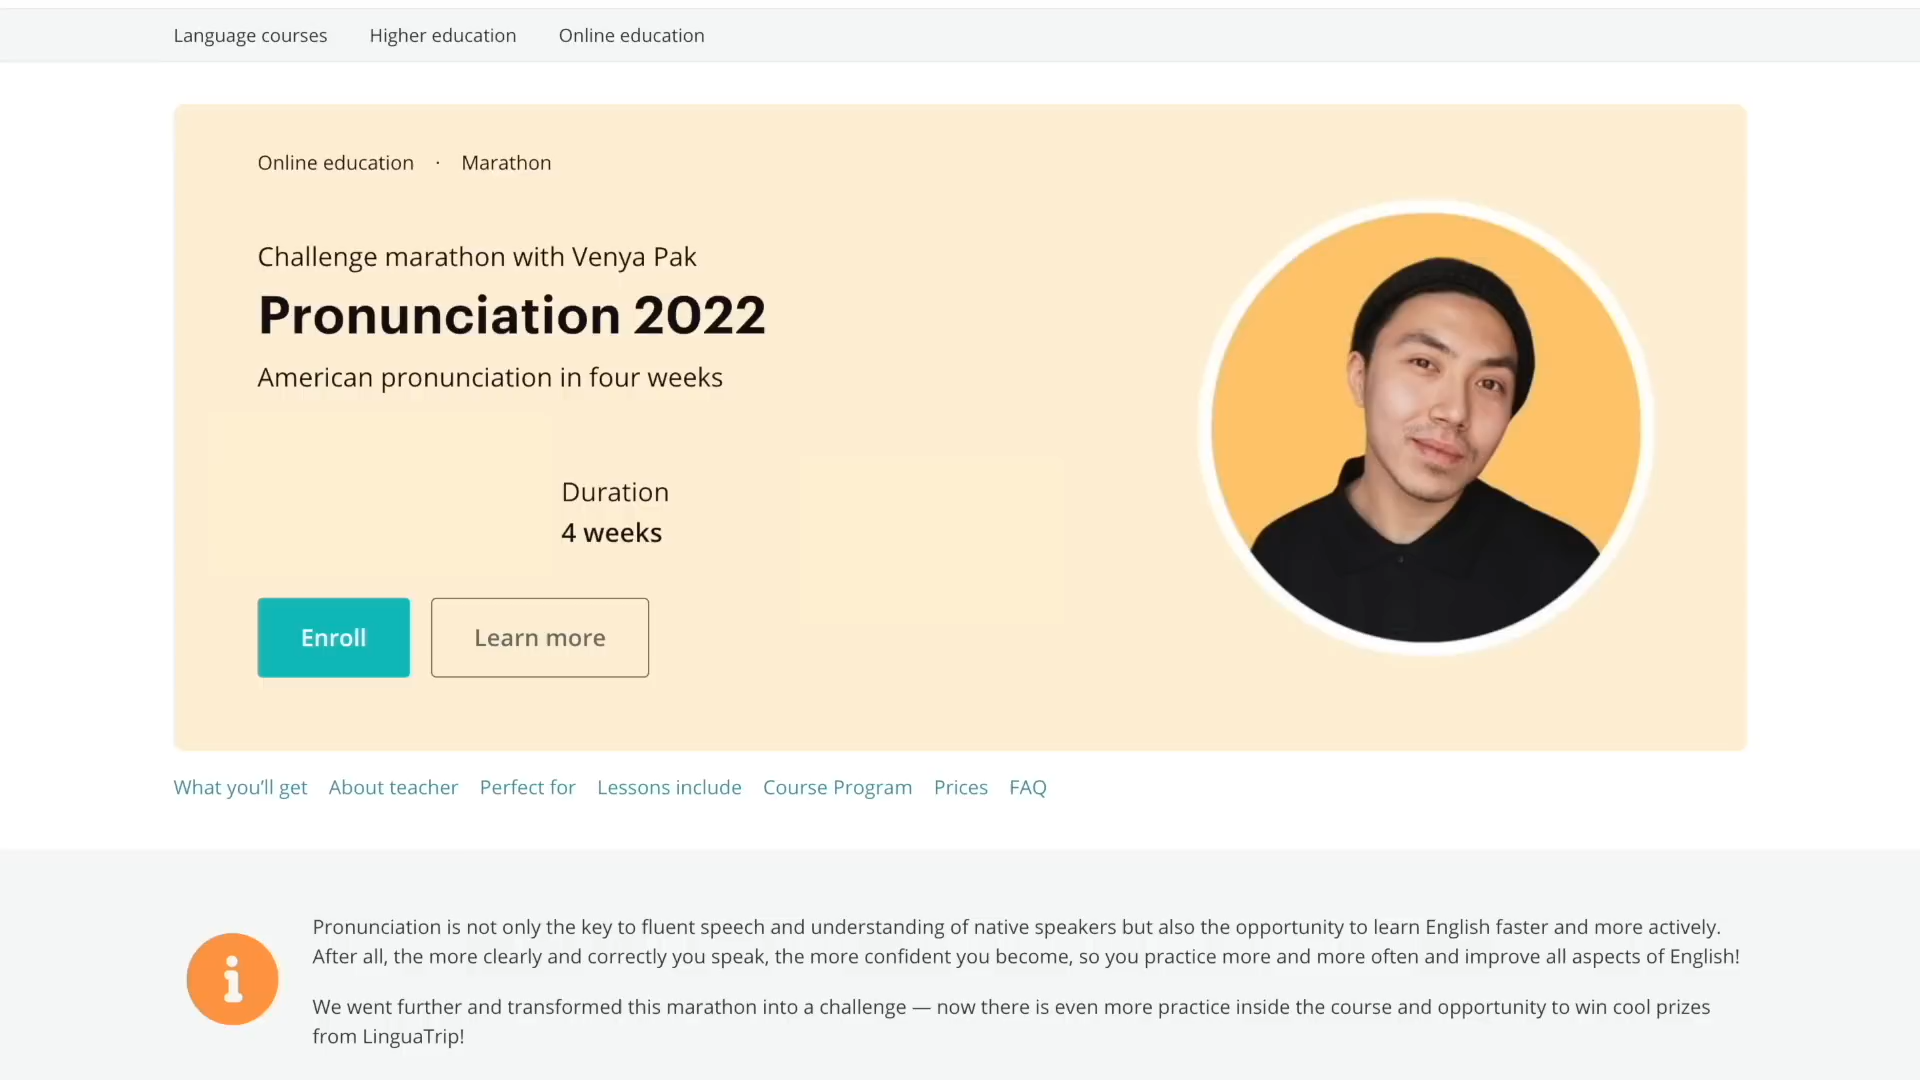 Language courses Higher education Online education
Online education · Marathon
Challenge marathon with Venya Pak
Pronunciation 2022
American pronunciation in four weeks
Duration
4 weeks
Enroll Learn more
What you'll get About teacher Perfect for Lessons include Course Program Prices FAQ
Pronunciation is not only the key to fluent speech and understanding of native speakers but also the opportunity to learn English faster and more actively.
After all, the more clearly and correctly you speak, the more confident you become, so you practice more and more often and improve all aspects of English!
We went further and transformed this marathon into a challenge — now there is even more practice inside the course and opportunity to win cool prizes
from LinguaTrip!